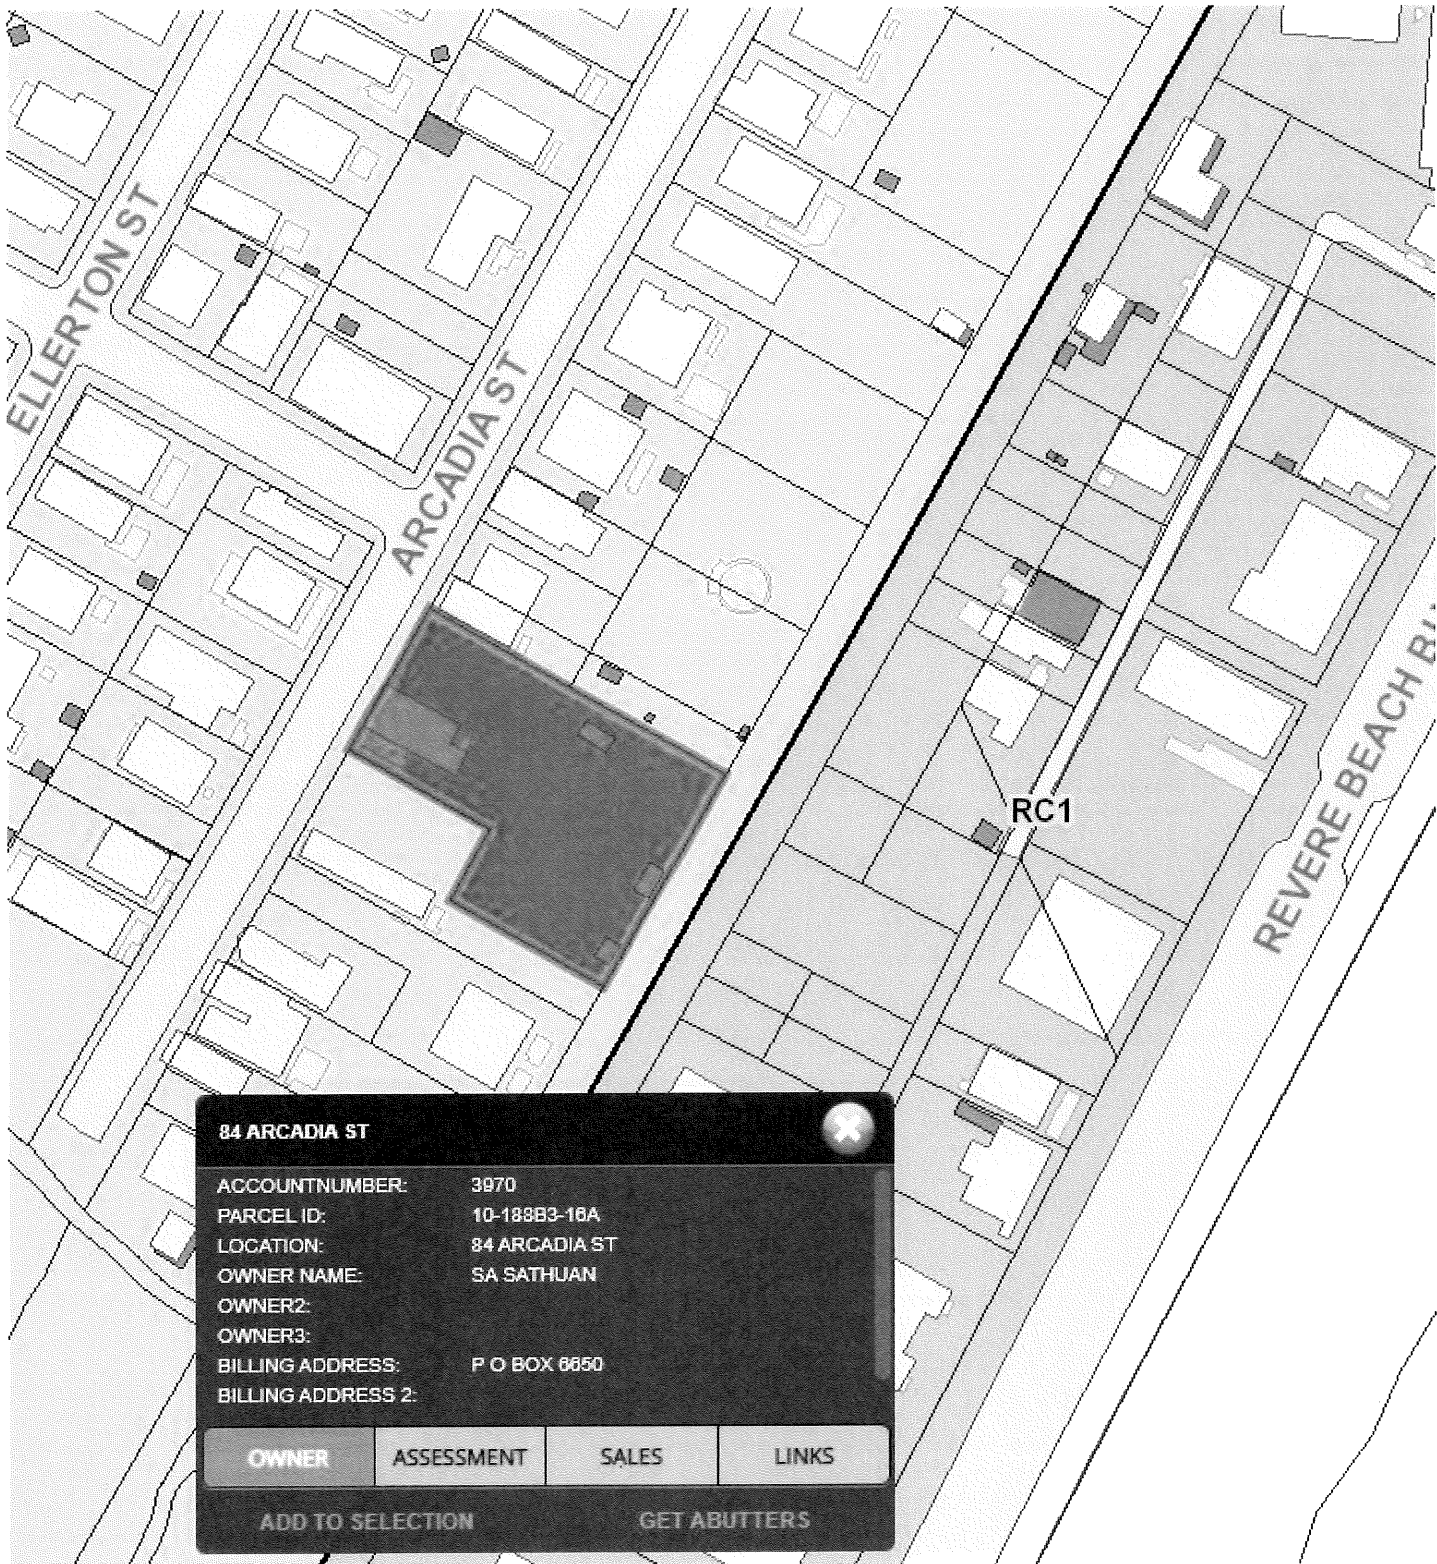 ELLERTON ST
ARCADIA ST
RC1
REVERE BEACH
84 ARCADIA ST
ACCOUNTNUMBER: 3970
PARCEL ID: 10-188B3-16A
LOCATION: 84 ARCADIA ST
OWNER NAME: SA SATHUAN
OWNER2:
OWNER3:
BILLING ADDRESS: P O BOX 6650
BILLING ADDRESS 2:
OWNER ASSESSMENT SALES LINKS
ADD TO SELECTION GET ABUTTERS